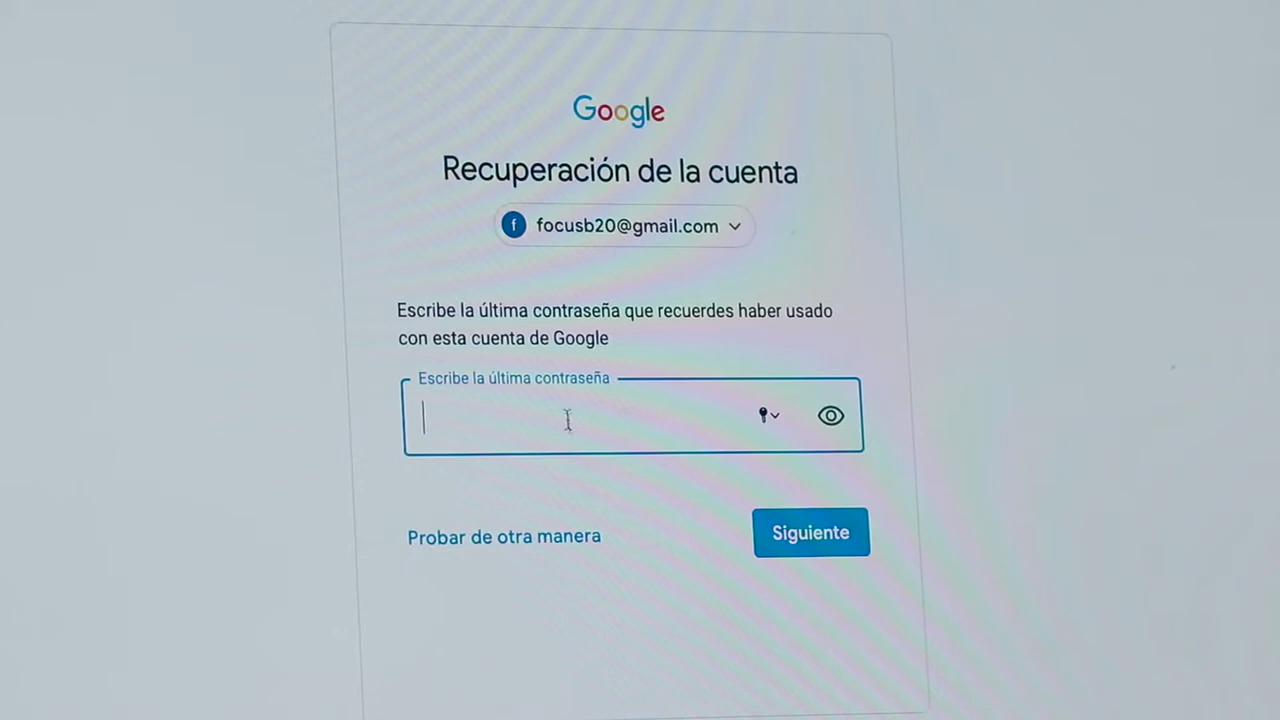 Google
Recuperación de la cuenta
f focusb20@gmail.com
Escribe la última contraseña que recuerdes haber usado
con esta cuenta de Google
Escribe la última contraseña
Probar de otra manera
Siguiente